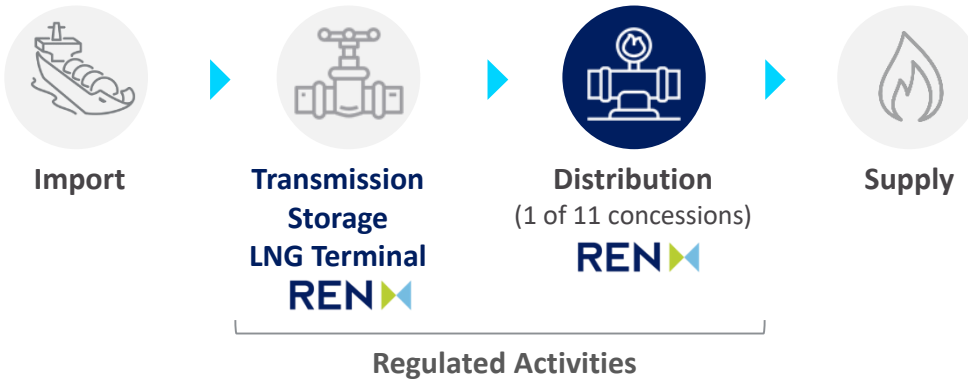 Import
Transmission
Storage
LNG Terminal
REN
Distribution
(1 of 11 concessions)
REN
Supply
Regulated Activities